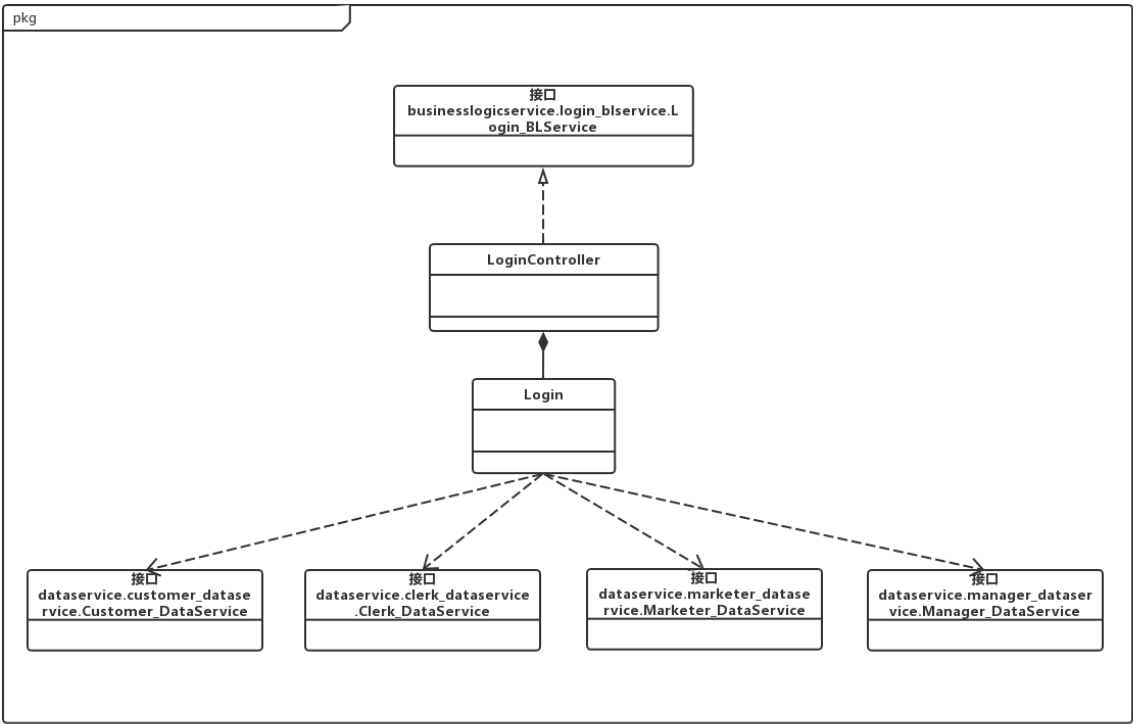 pkg
接口
businesslogicservice.login_blservice.L
ogin_BLService
LoginController
Login
接口
dataservice.customer_datase
rvice.Customer_DataService
接口
dataservice.clerk_dataservice
.Clerk_DataService
接口
dataservice.marketer_datase
rvice.Marketer_DataService
接口
dataservice.manager_dataser
vice.Manager_DataService